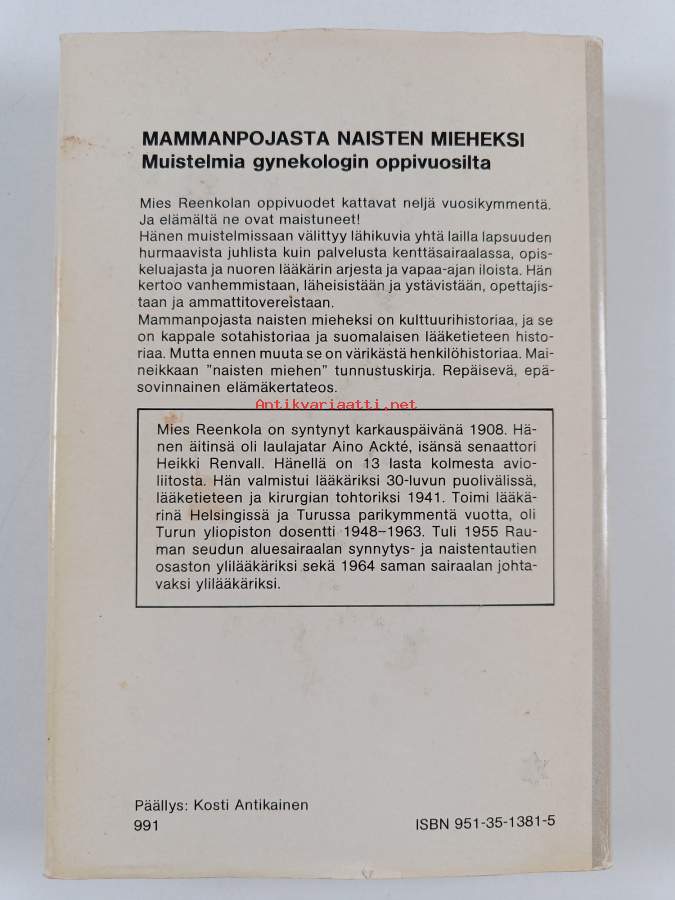 MAMMANPOJASTA NAISTEN MIEHEKSI
Muistelmia gynekologin oppivuosilta
Mies Reenkolan oppivuodet kattavat neljä vuosikymmentä.
Ja elämältä ne ovat maistuneet!
Hänen muistelmissaan välittyy lähikuvia yhtä lailla lapsuuden
hurmaavista juhlista kuin palvelusta kenttäsairaalassa, opis-
keluajasta ja nuoren lääkärin arjesta ja vapaa-ajan iloista. Hän
kertoo vanhemmistaan, läheisistään ja ystävistään, opettajis-
taan ja ammattitovereistaan.
Mammanpojasta naisten mieheksi on kulttuurihistoriaa, ja se
on kappale sotahistoriaa ja suomalaisen lääketieteen histo-
riaa. Mutta ennen muuta se on värikästä henkilöhistoriaa. Mai-
neikkaan "naisten miehen" tunnustuskirja. Repäisevä, epä-
sovinnainen elämäkertateos.
Antikvariaatti.net
Mies Reenkola on syntynyt karkauspäivänä 1908. Hä-
nen äitinsä oli laulajatar Aino Ackté, isänsä senaattori
Heikki Renvall. Hänellä on 13 lasta kolmesta avio-
liitosta. Hän valmistui lääkäriksi 30-luvun puolivälissä,
lääketieteen ja kirurgian tohtoriksi 1941. Toimi lääkä-
rinä Helsingissä ja Turussa parikymmentä vuotta, oli
Turun yliopiston dosentti 1948–1963. Tuli 1955 Rau-
man seudun aluesairaalan synnytys- ja naistentautien
osaston ylilääkäriksi sekä 1964 saman sairaalan johta-
vaksi ylilääkäriksi.
Päällys: Kosti Antikainen
991
ISBN 951-35-1381-5